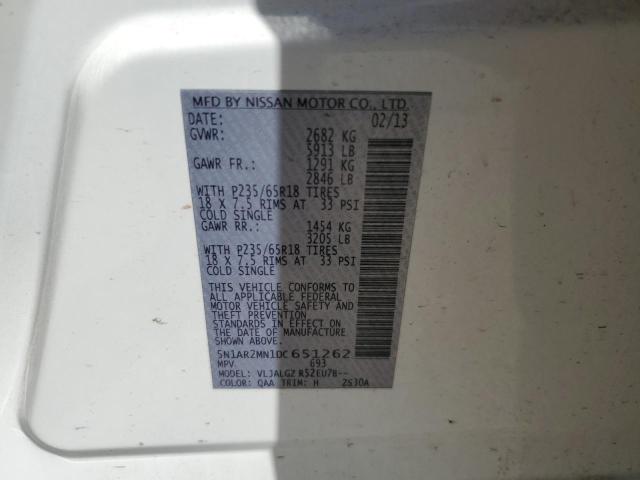 MFD BY NISSAN MOTOR CO., LTD.
DATE: 02/13
GVWR: 2682 KG
5913 LB
GAWR FR.: 1291 KG
2846 LB
WITH P235/65R18 TIRES
18 X 7.5 RIMS AT 33 PSI
COLD SINGLE
GAWR RR.: 1454 KG
3205 LB
WITH P235/65R18 TIRES
18 X 7.5 RIMS AT 33 PSI
COLD SINGLE
THIS VEHICLE CONFORMS TO
ALL APPLICABLE FEDERAL
MOTOR VEHICLE SAFETY AND
THEFT PREVENTION
STANDARDS IN EFFECT ON
THE DATE OF MANUFACTURE
SHOWN ABOVE.
5N1AR2MN1DC651262
MPV 693
MODEL: VLJALGZ R52EU7B--
COLOR: QAA TRIM: H ZS30A